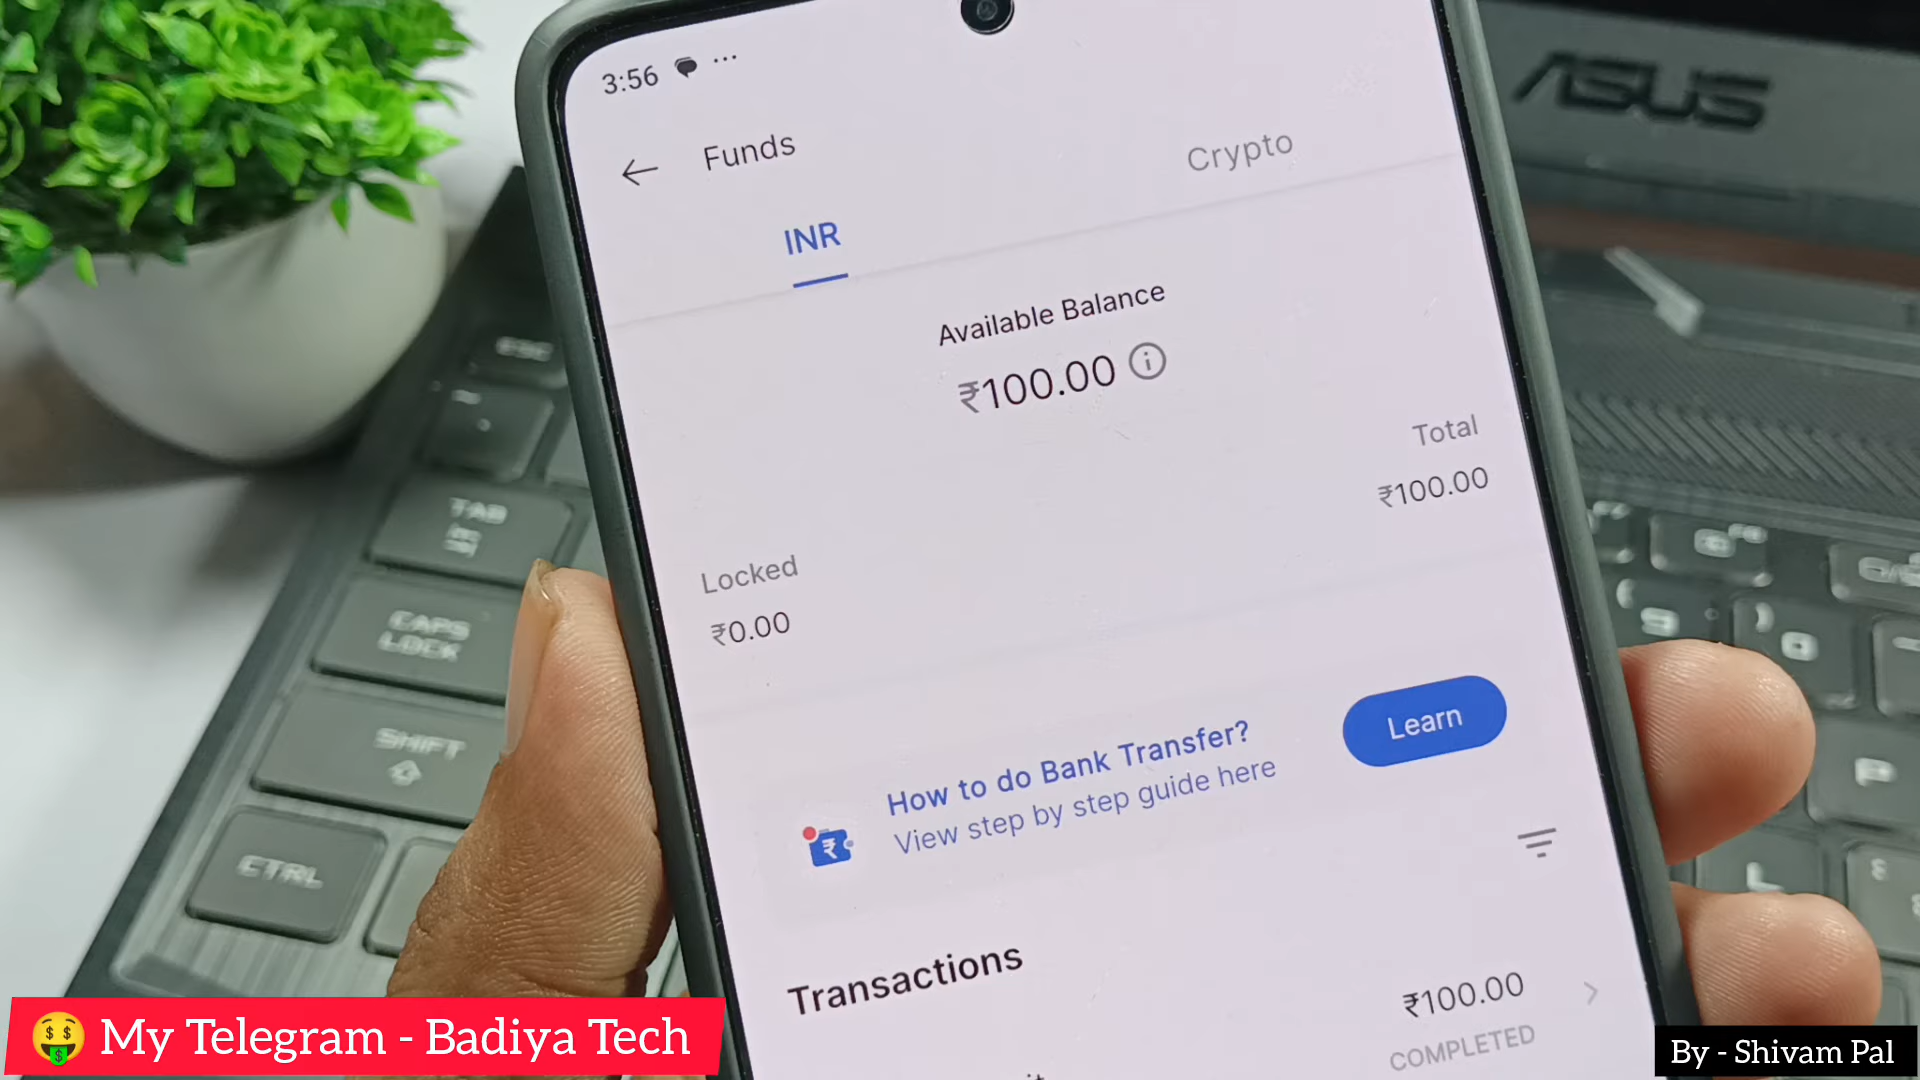 3:56
ASUS
Funds
INR
Crypto
Available Balance
₹100.00
Total
₹100.00
Locked
₹0.00
How to do Bank Transfer?
View step by step guide here
Learn
Transactions
₹100.00
COMPLETED
ESC
TAB
CAPS
LOCK
SHIFT
CTRL
P
L
My Telegram - Badiya Tech
By - Shivam Pal